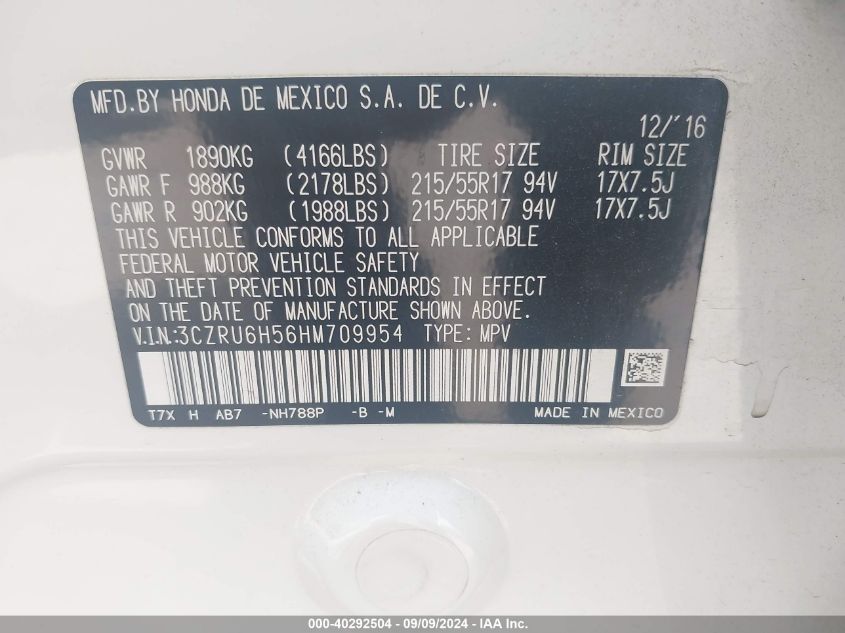 MFD.BY HONDA DE MEXICO S.A. DE C.V.
12/'16
GVWR 1890KG (4166LBS) TIRE SIZE RIM SIZE
GAWR F 988KG (2178LBS) 215/55R17 94V 17X7.5J
GAWR R 902KG (1988LBS) 215/55R17 94V 17X7.5J
THIS VEHICLE CONFORMS TO ALL APPLICABLE
FEDERAL MOTOR VEHICLE SAFETY
AND THEFT PREVENTION STANDARDS IN EFFECT
ON THE DATE OF MANUFACTURE SHOWN ABOVE.
V.I.N.:3CZRU6H56HM709954 TYPE: MPV
T7X H AB7 -NH788P -B -M MADE IN MEXICO
000-40292504 - 09/09/2024 - IAA Inc.